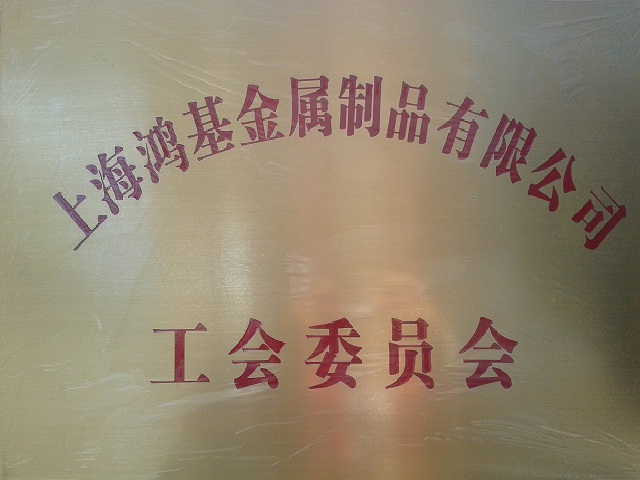 上海鸿基金属制品有限公司
工会委员会